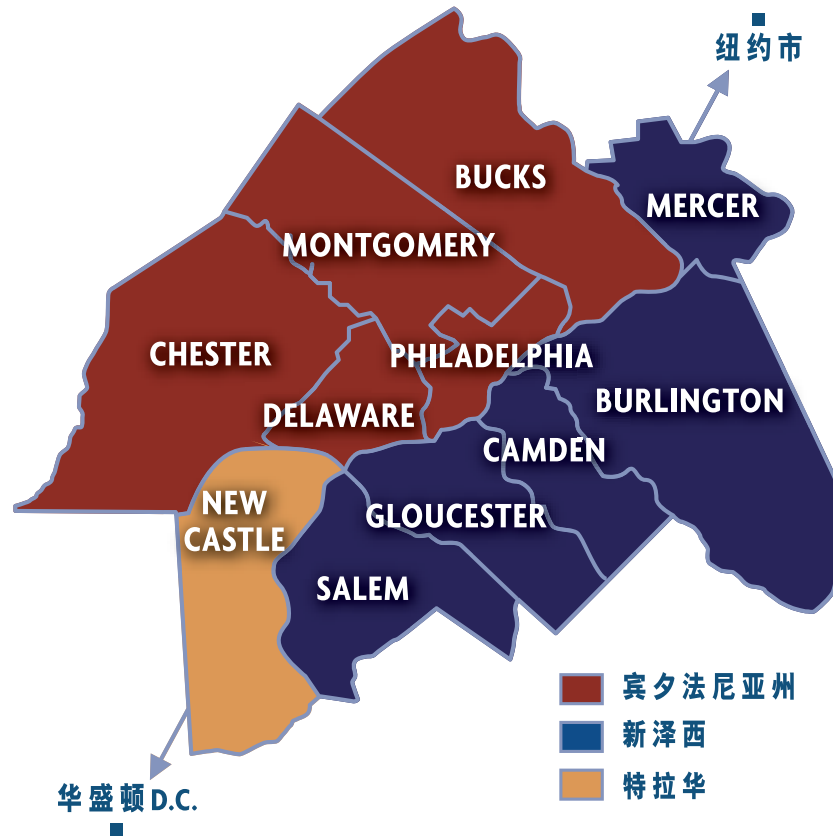 纽约市
BUCKS
MERCER
MONTGOMERY
CHESTER
PHILADELPHIA
DELAWARE
BURLINGTON
CAMDEN
NEW
CASTLE
GLOUCESTER
SALEM
宾夕法尼亚州
新泽西
特拉华
华盛顿 D.C.